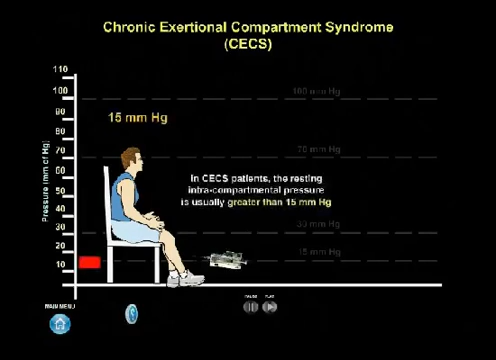 Chronic Exertional Compartment Syndrome
(CECS)
110
100
90
80
70
60
50
40
30
20
10
Pressure (mm of Hg)
100 mm Hg
15 mm Hg
70 mm Hg
In CECS patients, the resting
intra-compartmental pressure
is usually greater than 15 mm Hg
30 mm Hg
15 mm Hg
MAIN MENU
PAUSE
PLAY